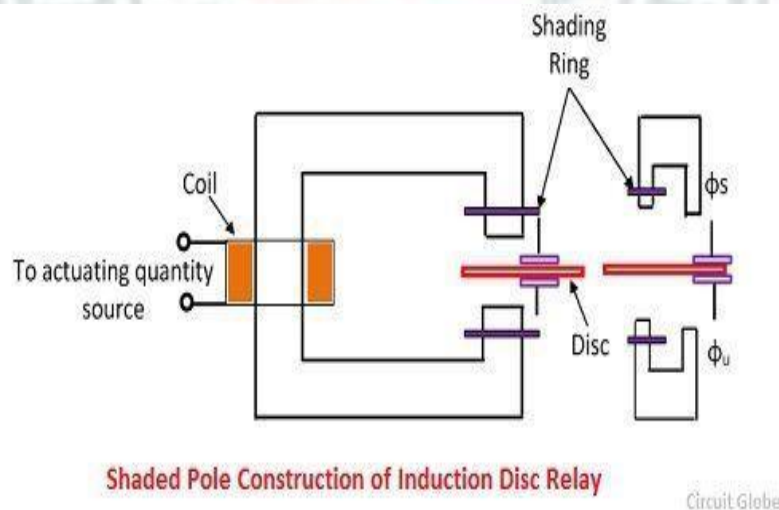 Shading
Ring
Coil
ϕS
To actuating quantity
source
Disc
ϕu
Shaded Pole Construction of Induction Disc Relay
Circuit Globe